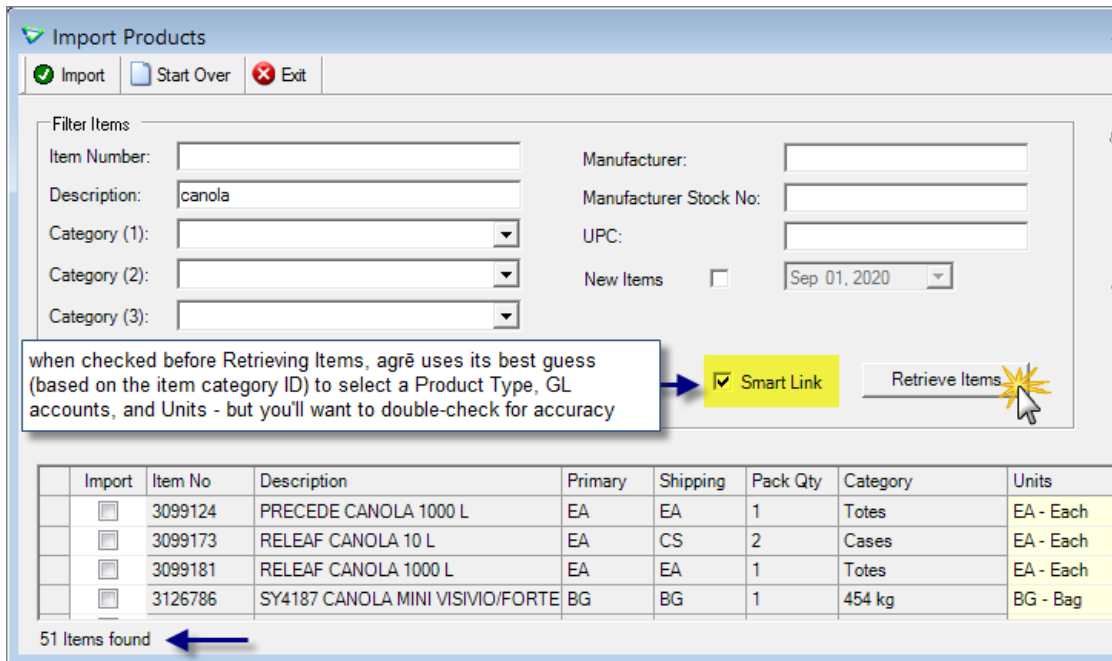 Import Products
Import Start Over Exit
Filter Items
Item Number: Manufacturer:
Description: canola Manufacturer Stock No:
Category (1): UPC:
Category (2): New Items Sep 01, 2020
Category (3):
when checked before Retrieving Items, agrē uses its best guess
(based on the item category ID) to select a Product Type, GL
accounts, and Units - but you'll want to double-check for accuracy
Smart Link Retrieve Items
Import Item No Description Primary Shipping Pack Qty Category Units
3099124 PRECEDE CANOLA 1000 L EA EA 1 Totes EA - Each
3099173 RELEAF CANOLA 10 L EA CS 2 Cases EA - Each
3099181 RELEAF CANOLA 1000 L EA EA 1 Totes EA - Each
3126786 SY4187 CANOLA MINI VISIVIO/FORTE BG BG 1 454 kg BG - Bag
51 Items found